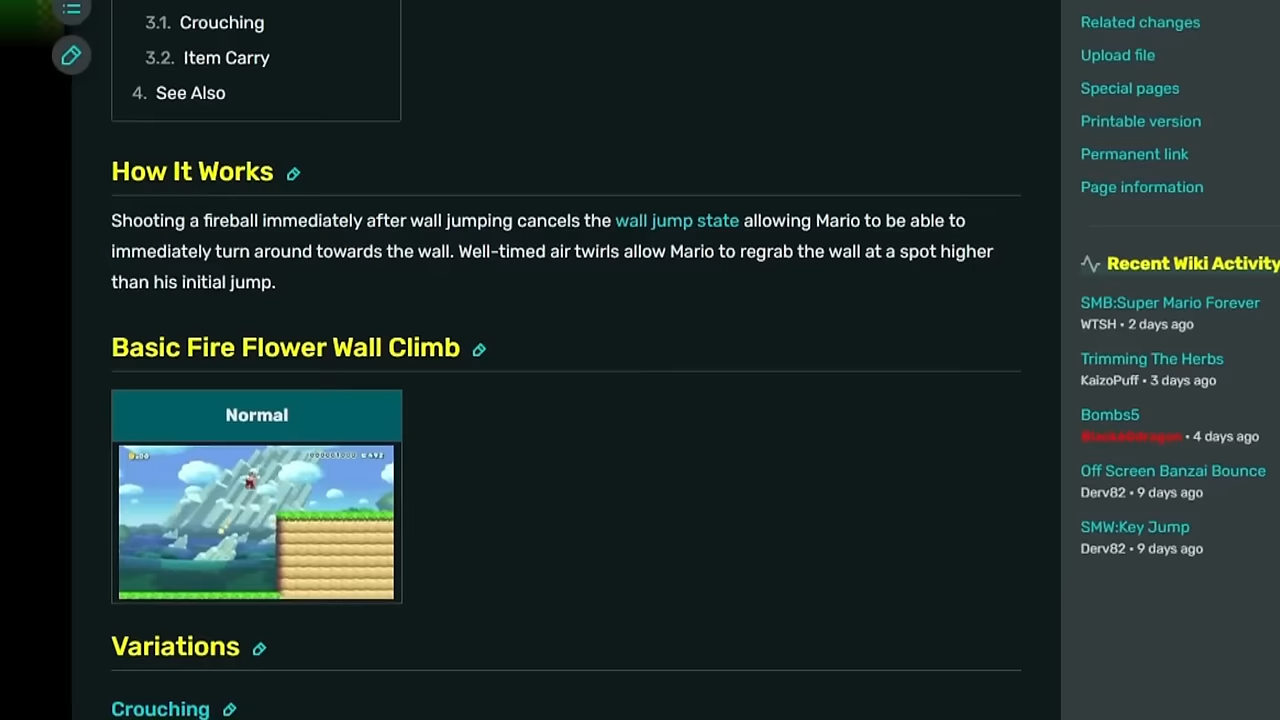 3.1. Crouching
3.2. Item Carry
4. See Also
How It Works
Shooting a fireball immediately after wall jumping cancels the wall jump state allowing Mario to be able to
immediately turn around towards the wall. Well-timed air twirls allow Mario to regrab the wall at a spot higher
than his initial jump.
Basic Fire Flower Wall Climb
Normal
Variations
Crouching
Related changes
Upload file
Special pages
Printable version
Permanent link
Page information
Recent Wiki Activity
SMB:Super Mario Forever
WTSH • 2 days ago
Trimming The Herbs
KaizoPuff • 3 days ago
Bombs5
• 4 days ago
Off Screen Banzai Bounce
Derv82 • 9 days ago
SMW:Key Jump
Derv82 • 9 days ago